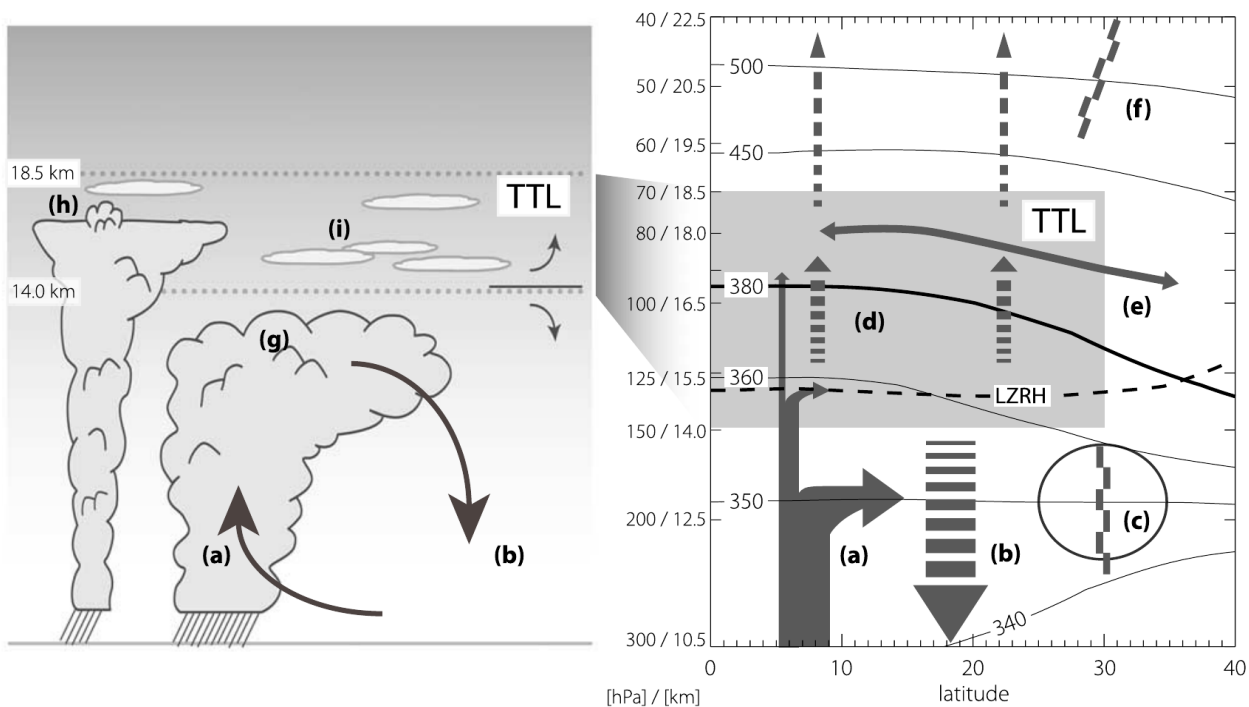 18.5 km
(h)
TTL
(i)
14.0 km
(g)
(a)
(b)
40 / 22.5
500
50 / 20.5
(f)
60 / 19.5
450
70 / 18.5
TTL
80 / 18.0
380
(e)
100 / 16.5
(d)
125 / 15.5
360
LZRH
150 / 14.0
350
(c)
200 / 12.5
(a)
(b)
340
300 / 10.5
0 10 20 30 40
[hPa] / [km]
latitude